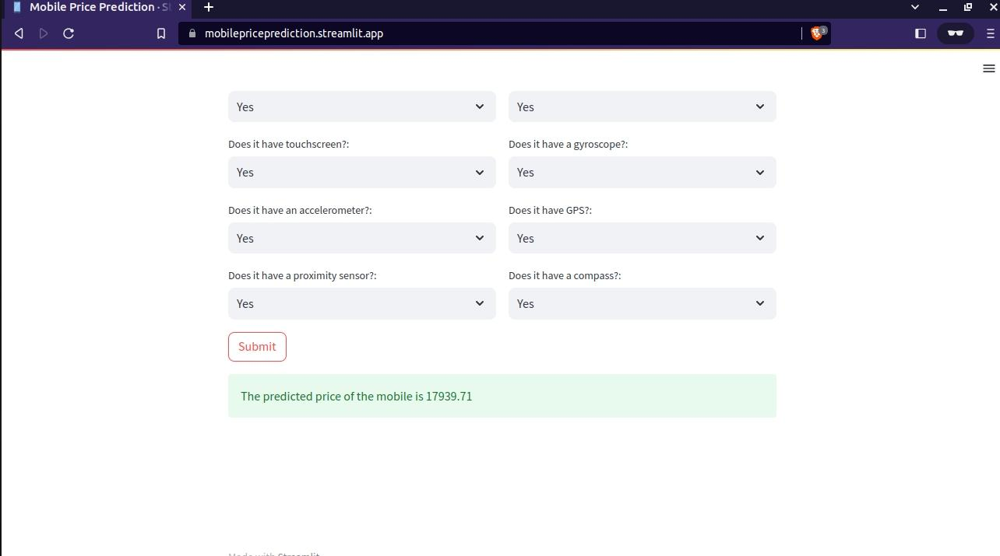 Mobile Price Prediction · St
mobilepriceprediction.streamlit.app
3
Yes
Yes
Does it have touchscreen?:
Does it have a gyroscope?:
Yes
Yes
Does it have an accelerometer?:
Does it have GPS?:
Yes
Yes
Does it have a proximity sensor?:
Does it have a compass?:
Yes
Yes
Submit
The predicted price of the mobile is 17939.71
Made with Streamlit